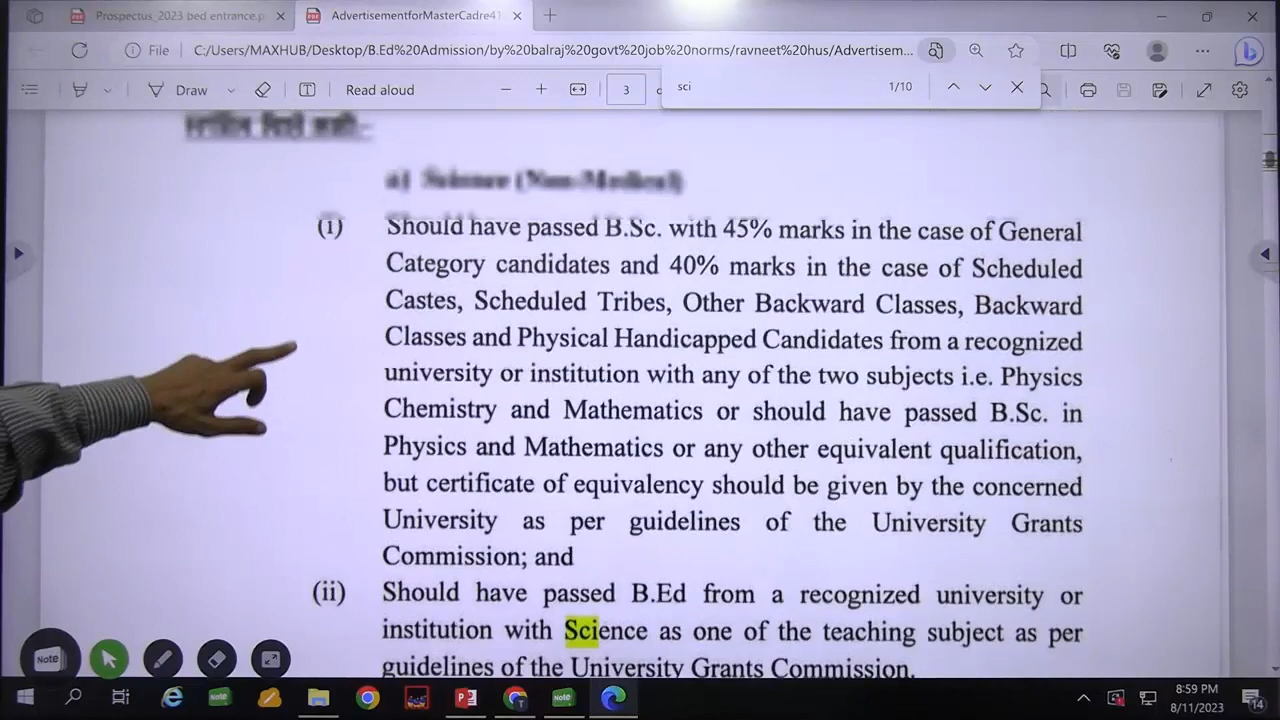 Prospectus_2023 bed entrance.p
AdvertisementforMasterCadre41
File
C:/Users/MAXHUB/Desktop/B.Ed%20Admission/by%20balraj%20govt%20job%20norms/ravneet%20hus/Advertisem...
Draw
Read aloud
3
sci
1/10
a) Science (Non-Medical)
(i) Should have passed B.Sc. with 45% marks in the case of General
Category candidates and 40% marks in the case of Scheduled
Castes, Scheduled Tribes, Other Backward Classes, Backward
Classes and Physical Handicapped Candidates from a recognized
university or institution with any of the two subjects i.e. Physics
Chemistry and Mathematics or should have passed B.Sc. in
Physics and Mathematics or any other equivalent qualification,
but certificate of equivalency should be given by the concerned
University as per guidelines of the University Grants
Commission; and
(ii) Should have passed B.Ed from a recognized university or
institution with Science as one of the teaching subject as per
guidelines of the University Grants Commission.
Note
Note
Note
8:59 PM
8/11/2023
14